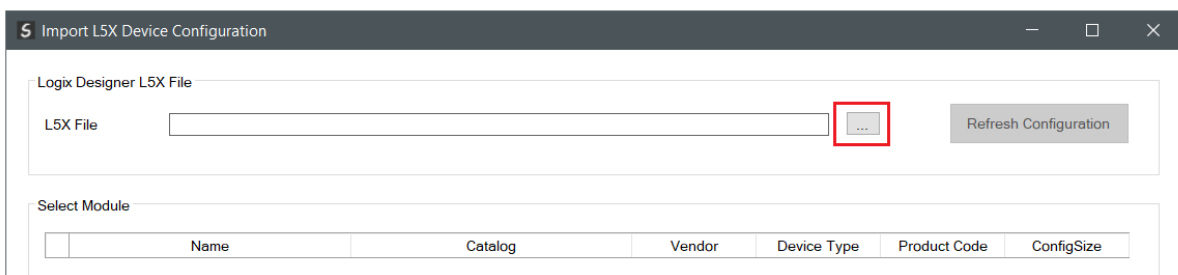 S Import L5X Device Configuration
Logix Designer L5X File
L5X File ... Refresh Configuration
Select Module
Name Catalog Vendor Device Type Product Code ConfigSize